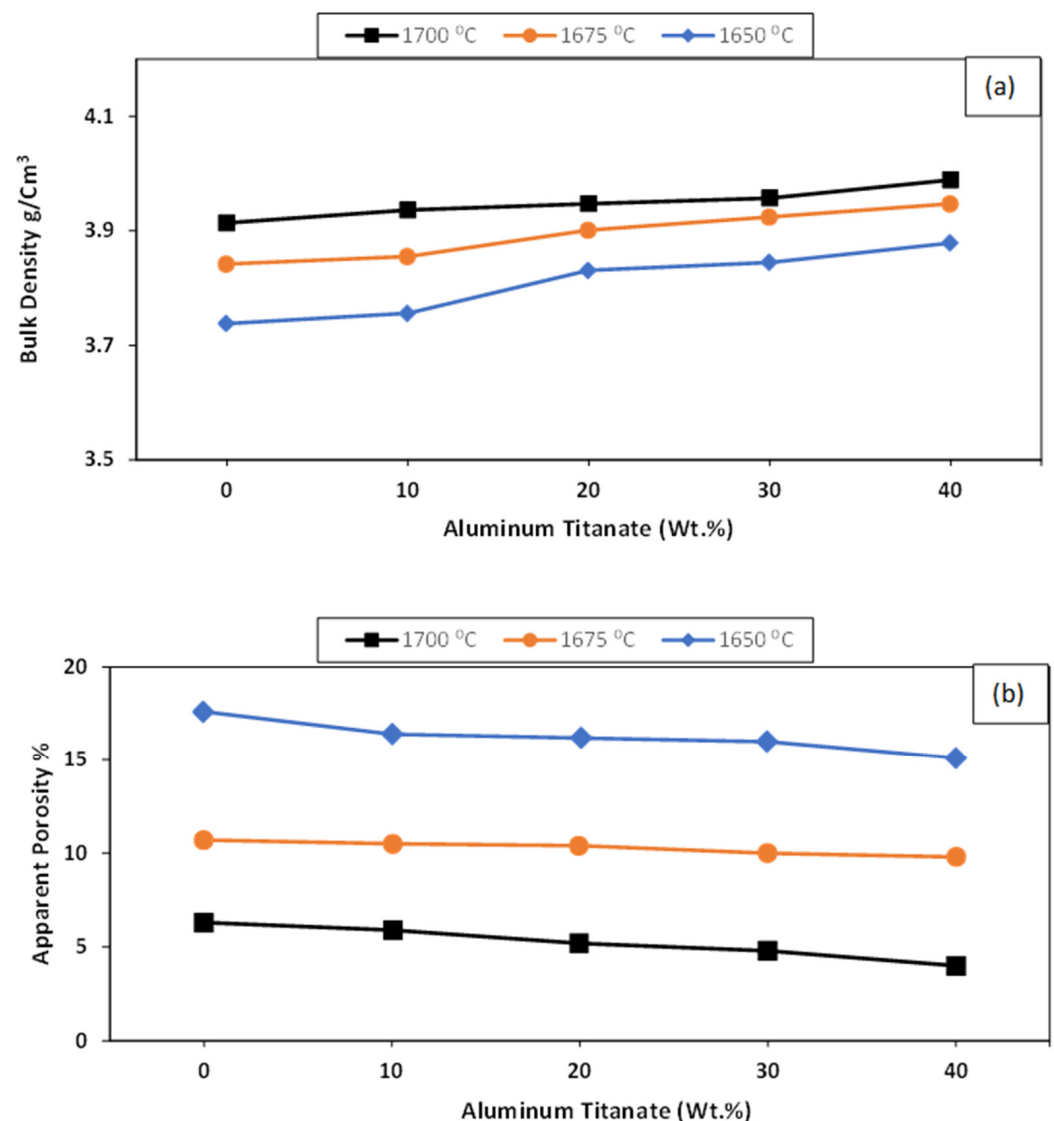 1700 ⁰C 1675 ⁰C 1650 ⁰C
(a)
4.1
3.9
3.7
3.5
Bulk Density g/Cm³
0 10 20 30 40
Aluminum Titanate (Wt.%)
1700 ⁰C 1675 ⁰C 1650 ⁰C
(b)
20
15
10
5
0
Apparent Porosity %
0 10 20 30 40
Aluminum Titanate (Wt.%)